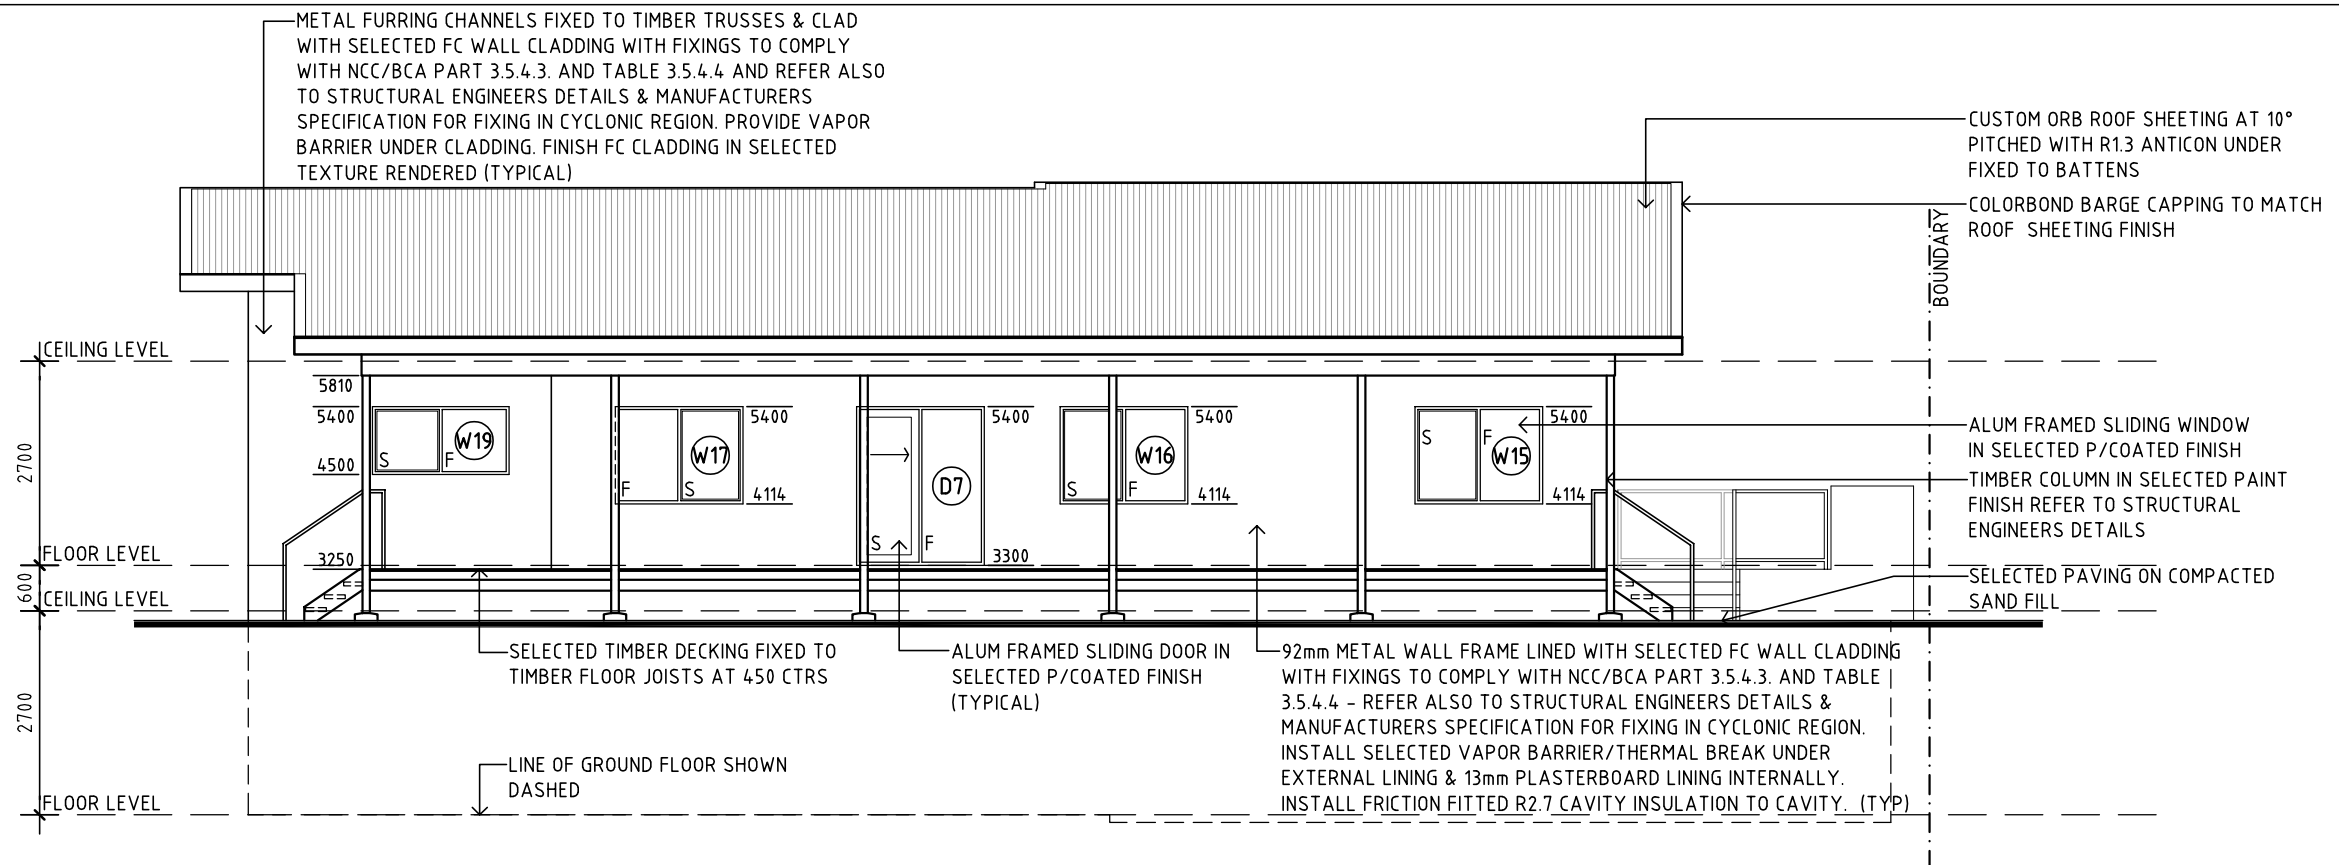 METAL FURRING CHANNELS FIXED TO TIMBER TRUSSES & CLAD
WITH SELECTED FC WALL CLADDING WITH FIXINGS TO COMPLY
WITH NCC/BCA PART 3.5.4.3. AND TABLE 3.5.4.4 AND REFER ALSO
TO STRUCTURAL ENGINEERS DETAILS & MANUFACTURERS
SPECIFICATION FOR FIXING IN CYCLONIC REGION. PROVIDE VAPOR
BARRIER UNDER CLADDING. FINISH FC CLADDING IN SELECTED
TEXTURE RENDERED (TYPICAL)
CUSTOM ORB ROOF SHEETING AT 10°
PITCHED WITH R1.3 ANTICON UNDER
FIXED TO BATTENS
COLORBOND BARGE CAPPING TO MATCH
ROOF SHEETING FINISH
BOUNDARY
CEILING LEVEL
2700
FLOOR LEVEL
600
CEILING LEVEL
2700
FLOOR LEVEL
5810
5400
4500
3250
W19
S
F
W17
F
S
5400
4114
D7
S
F
5400
3300
W16
S
F
5400
4114
W15
S
F
5400
4114
ALUM FRAMED SLIDING WINDOW
IN SELECTED P/COATED FINISH
TIMBER COLUMN IN SELECTED PAINT
FINISH REFER TO STRUCTURAL
ENGINEERS DETAILS
SELECTED PAVING ON COMPACTED
SAND FILL
SELECTED TIMBER DECKING FIXED TO
TIMBER FLOOR JOISTS AT 450 CTRS
ALUM FRAMED SLIDING DOOR IN
SELECTED P/COATED FINISH
(TYPICAL)
92mm METAL WALL FRAME LINED WITH SELECTED FC WALL CLADDING
WITH FIXINGS TO COMPLY WITH NCC/BCA PART 3.5.4.3. AND TABLE
3.5.4.4 - REFER ALSO TO STRUCTURAL ENGINEERS DETAILS &
MANUFACTURERS SPECIFICATION FOR FIXING IN CYCLONIC REGION.
INSTALL SELECTED VAPOR BARRIER/THERMAL BREAK UNDER
EXTERNAL LINING & 13mm PLASTERBOARD LINING INTERNALLY.
INSTALL FRICTION FITTED R2.7 CAVITY INSULATION TO CAVITY. (TYP)
LINE OF GROUND FLOOR SHOWN
DASHED